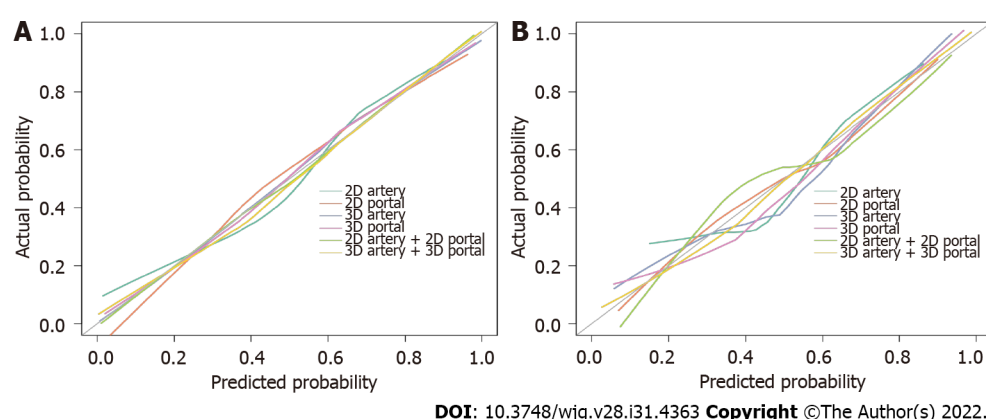 A
1.0
0.8
0.6
0.4
0.2
0.0
Actual probability
0.0 0.2 0.4 0.6 0.8 1.0
Predicted probability
2D artery
2D portal
3D artery
3D portal
2D artery + 2D portal
3D artery + 3D portal
B
1.0
0.8
0.6
0.4
0.2
0.0
Actual probability
0.0 0.2 0.4 0.6 0.8 1.0
Predicted probability
2D artery
2D portal
3D artery
3D portal
2D artery + 2D portal
3D artery + 3D portal
DOI: 10.3748/wjg.v28.i31.4363 Copyright ©The Author(s) 2022.